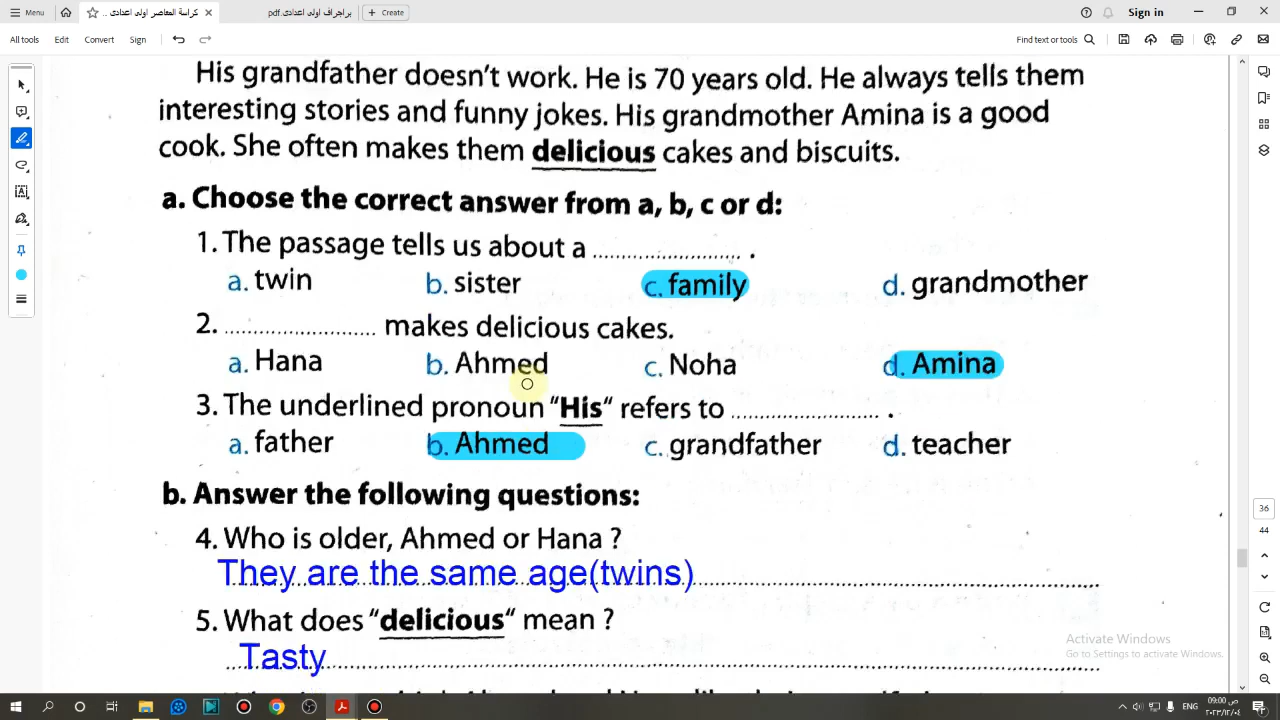 Menu
كراسة المعاصر اولى اعدادى ..
براجراف اولى اعدادى.pdf
Create
Sign in
All tools Edit Convert Sign
Find text or tools
His grandfather doesn't work. He is 70 years old. He always tells them
interesting stories and funny jokes. His grandmother Amina is a good
cook. She often makes them delicious cakes and biscuits.
a. Choose the correct answer from a, b, c or d:
1. The passage tells us about a .......................... .
a. twin b. sister c. family d. grandmother
2. .......................... makes delicious cakes.
a. Hana b. Ahmed c. Noha d. Amina
3. The underlined pronoun "His" refers to .......................... .
a. father b. Ahmed c. grandfather d. teacher
b. Answer the following questions:
4. Who is older, Ahmed or Hana ?
They are the same age(twins)
5. What does "delicious" mean ?
Tasty
36
44
Activate Windows
Go to Settings to activate Windows.
09:00 ص